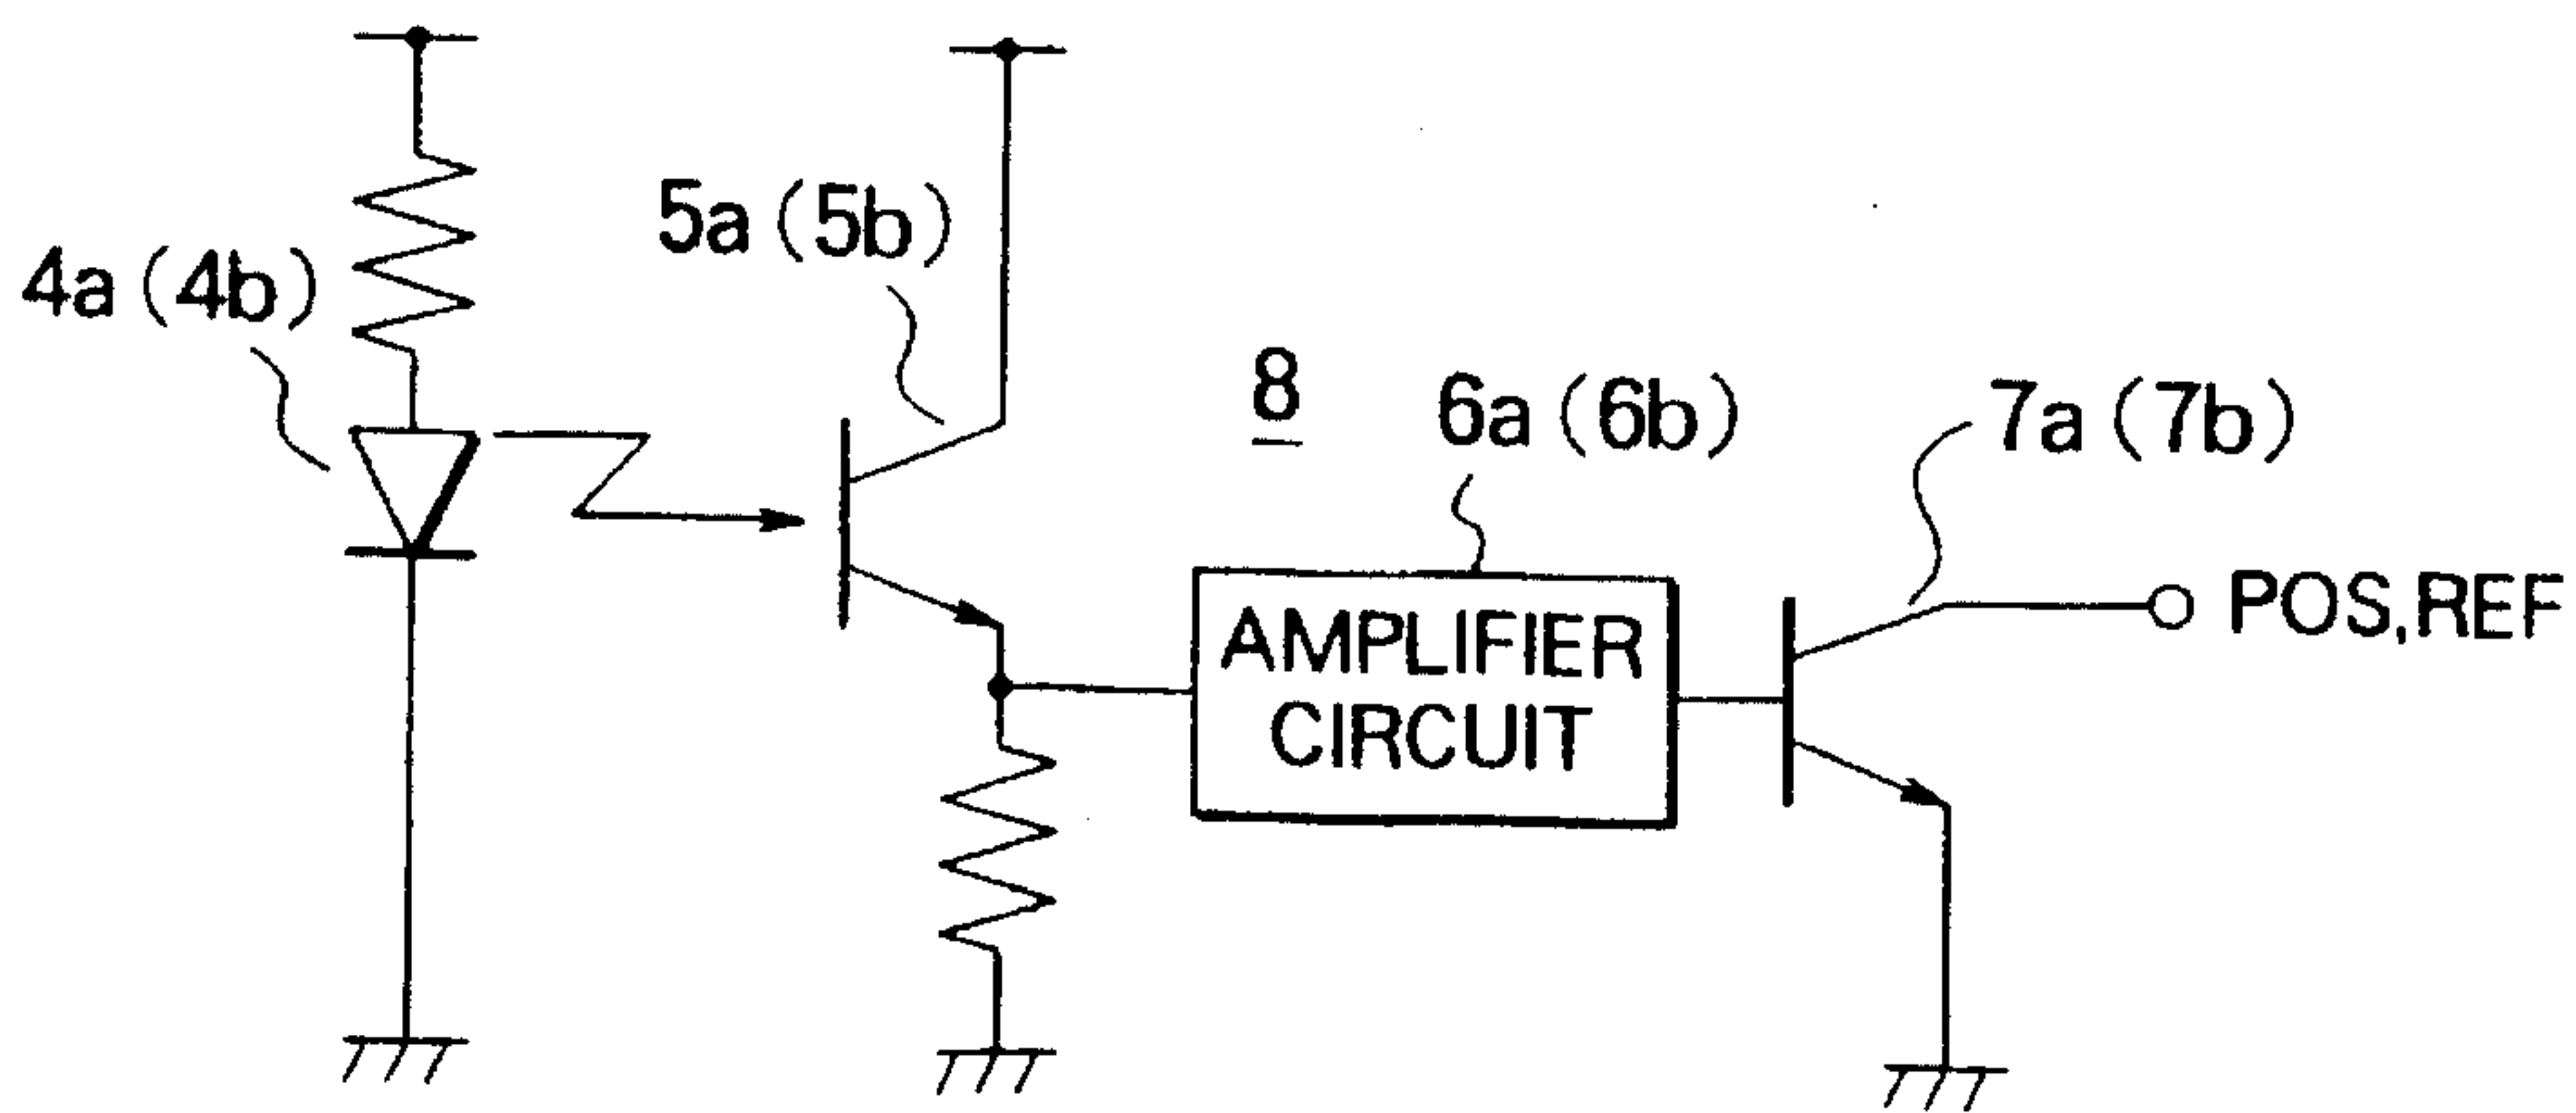 4a (4b)
5a (5b)
8
6a (6b)
7a (7b)
AMPLIFIER
CIRCUIT
POS,REF